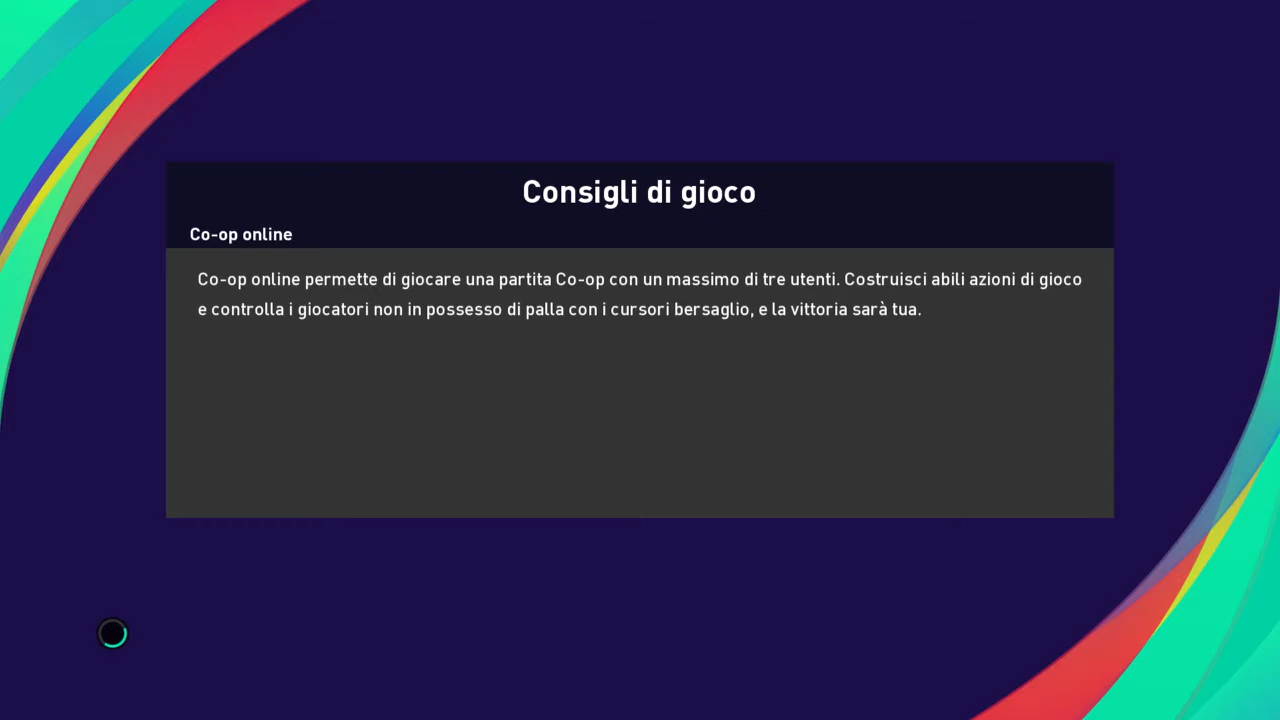 Consigli di gioco
Co-op online
Co-op online permette di giocare una partita Co-op con un massimo di tre utenti. Costruisci abili azioni di gioco
e controlla i giocatori non in possesso di palla con i cursori bersaglio, e la vittoria sarà tua.